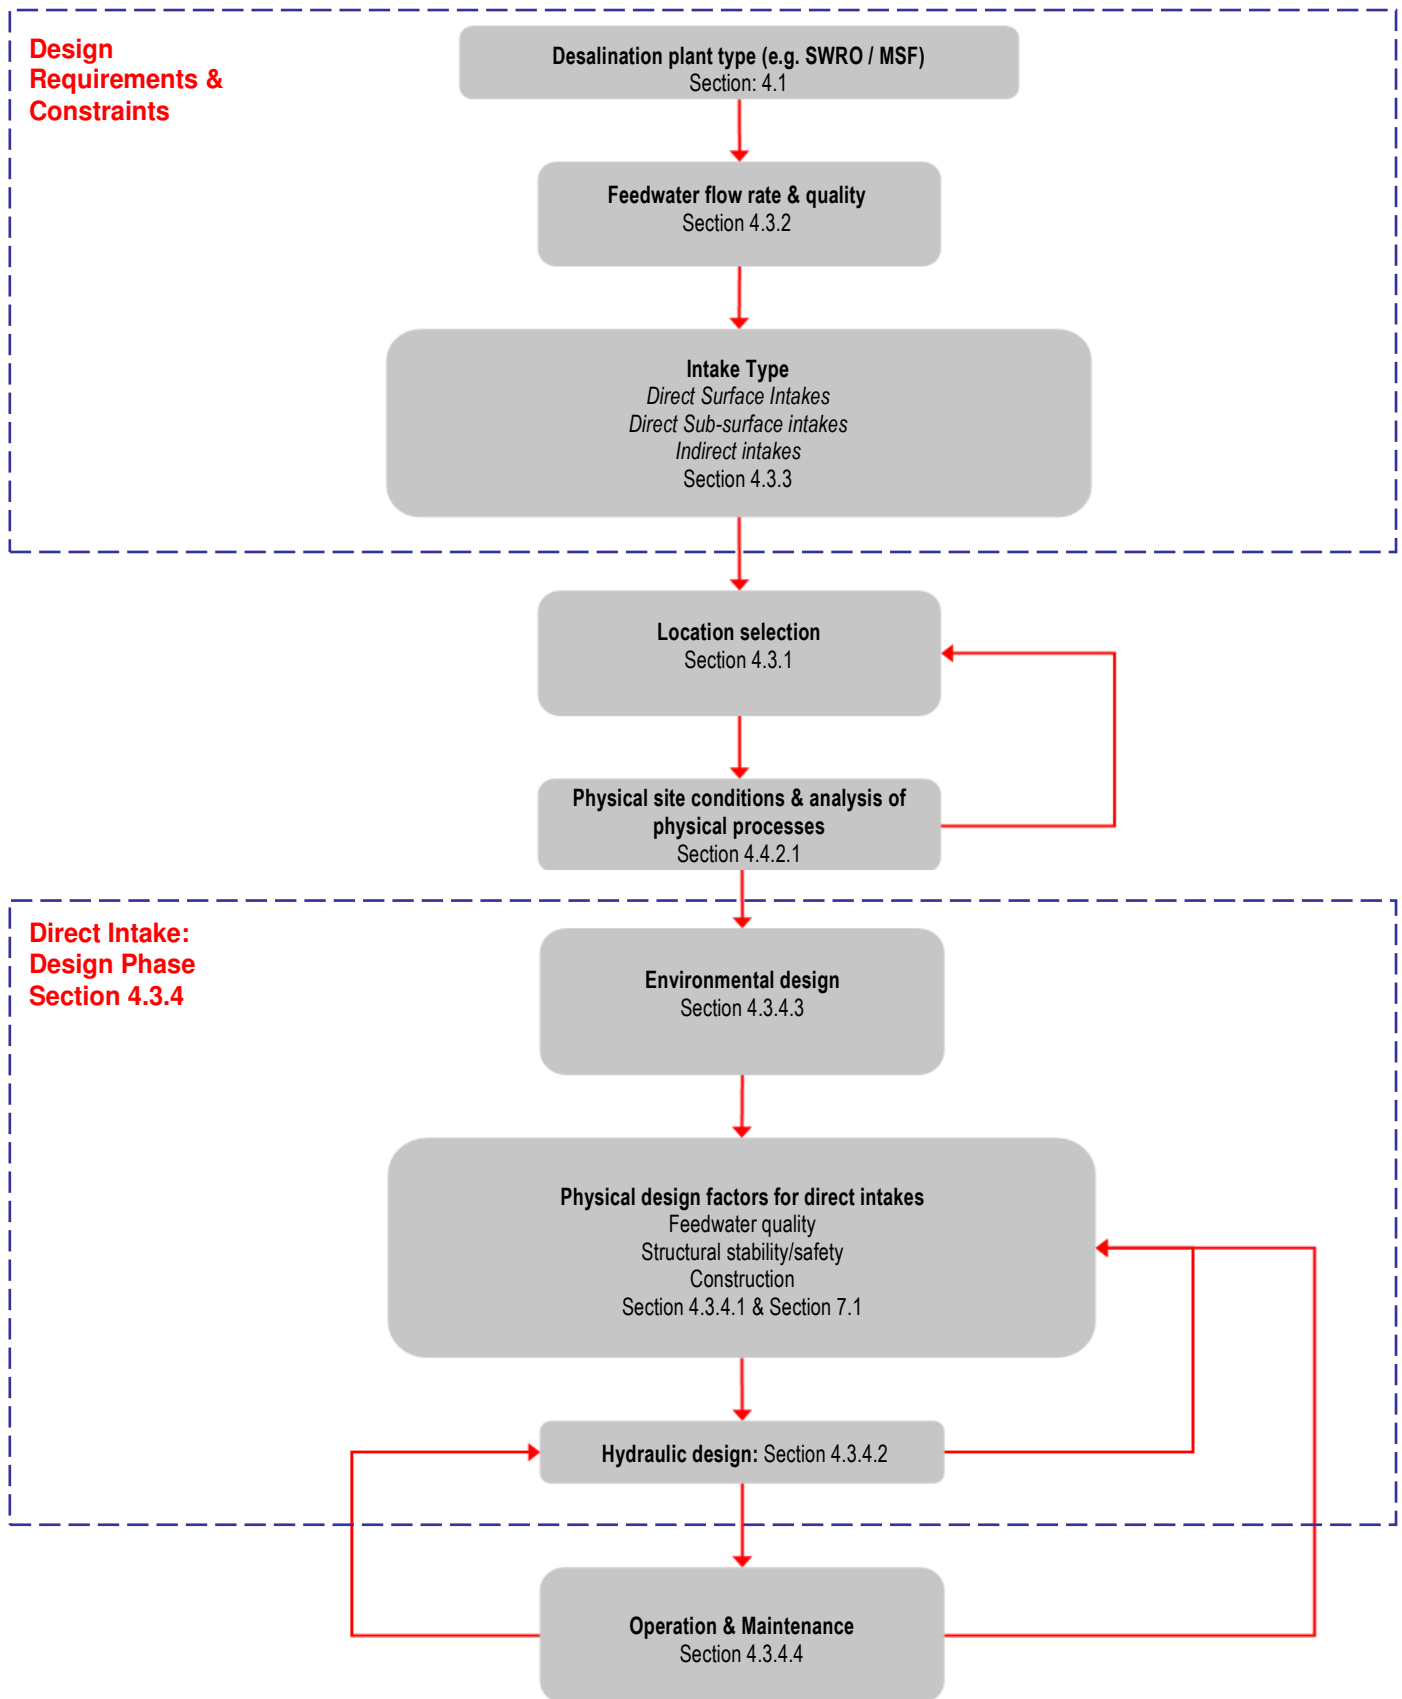 Design
Requirements &
Constraints
Desalination plant type (e.g. SWRO / MSF)
Section: 4.1
Feedwater flow rate & quality
Section 4.3.2
Intake Type
Direct Surface Intakes
Direct Sub-surface intakes
Indirect intakes
Section 4.3.3
Location selection
Section 4.3.1
Physical site conditions & analysis of
physical processes
Section 4.4.2.1
Direct Intake:
Design Phase
Section 4.3.4
Environmental design
Section 4.3.4.3
Physical design factors for direct intakes
Feedwater quality
Structural stability/safety
Construction
Section 4.3.4.1 & Section 7.1
Hydraulic design: Section 4.3.4.2
Operation & Maintenance
Section 4.3.4.4